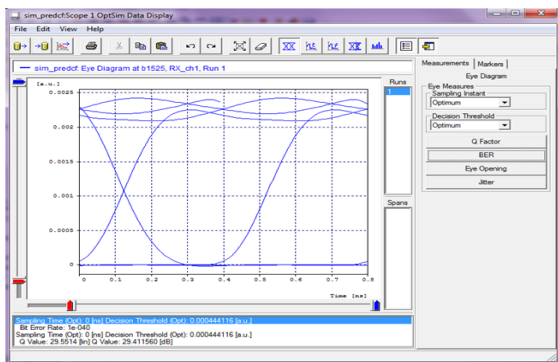 sim_predcf:Scope 1 OptSim Data Display
File Edit View Help
sim_predcf: Eye Diagram at b1525, RX_ch1, Run 1
[a.u.]
0.0025
0.002
0.0015
0.001
0.0005
0
0 0.1 0.2 0.3 0.4 0.5 0.6 0.7 0.8
Time [ns]
Runs
1
Spans
Measurements Markers
Eye Diagram
Eye Measures
Sampling Instant
Optimum
Decision Threshold
Optimum
Q Factor
BER
Eye Opening
Jitter
Sampling Time (Opt): 0 [ns] Decision Threshold (Opt): 0.000444116 [a.u.]
Bit Error Rate: 1e-040
Sampling Time (Opt): 0 [ns] Decision Threshold (Opt): 0.000444116 [a.u.]
Q Value: 29.5514 [lin] Q Value: 29.411560 [dB]